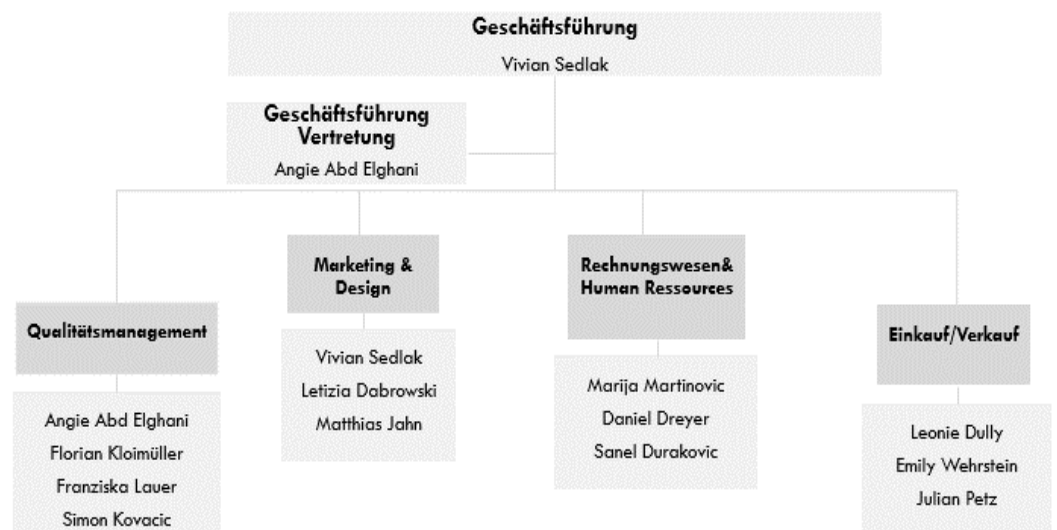 Geschäftsführung
Vivian Sedlak
Geschäftsführung
Vertretung
Angie Abd Elghani
Qualitätsmanagement
Angie Abd Elghani
Florian Kloimüller
Franziska Lauer
Simon Kovacic
Marketing &
Design
Vivian Sedlak
Letizia Dabrowski
Matthias Jahn
Rechnungswesen&
Human Ressources
Marija Martinovic
Daniel Dreyer
Sanel Durakovic
Einkauf/Verkauf
Leonie Dully
Emily Wehrstein
Julian Petz